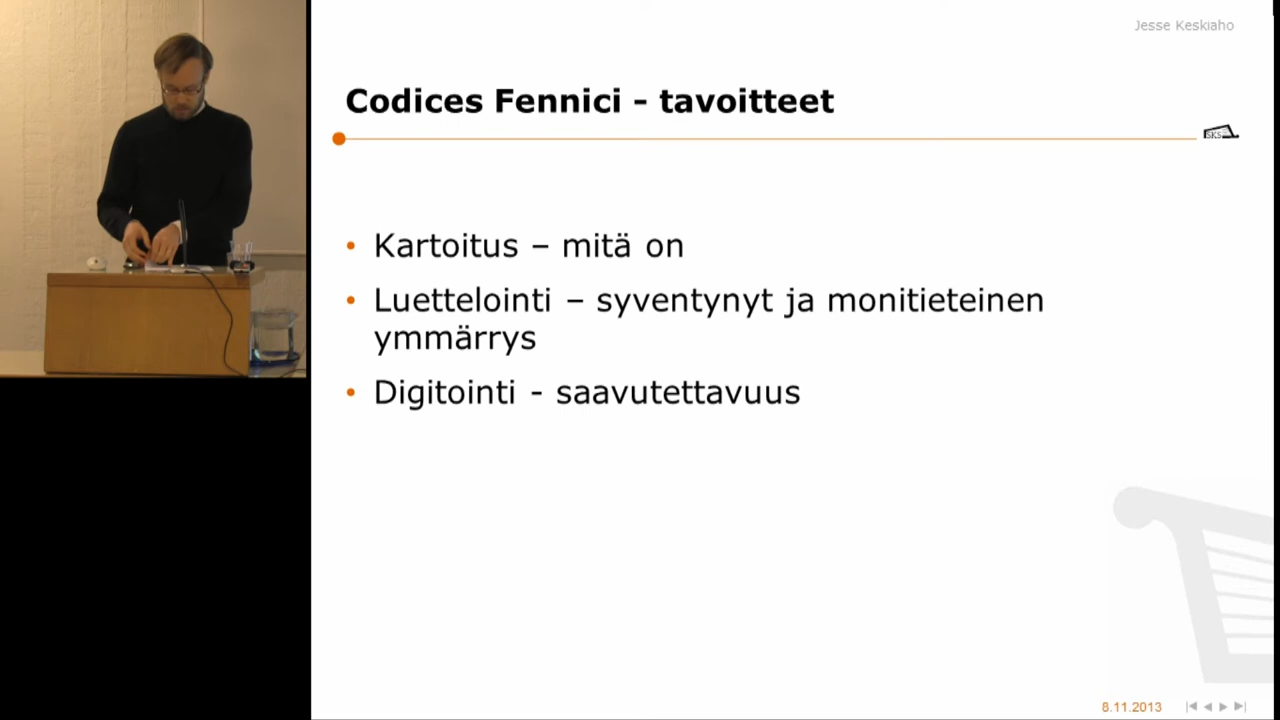 Jesse Keskiaho
Codices Fennici - tavoitteet
SKS
• Kartoitus – mitä on
• Luettelointi – syventynyt ja monitieteinen
ymmärrys
• Digitointi - saavutettavuus
8.11.2013